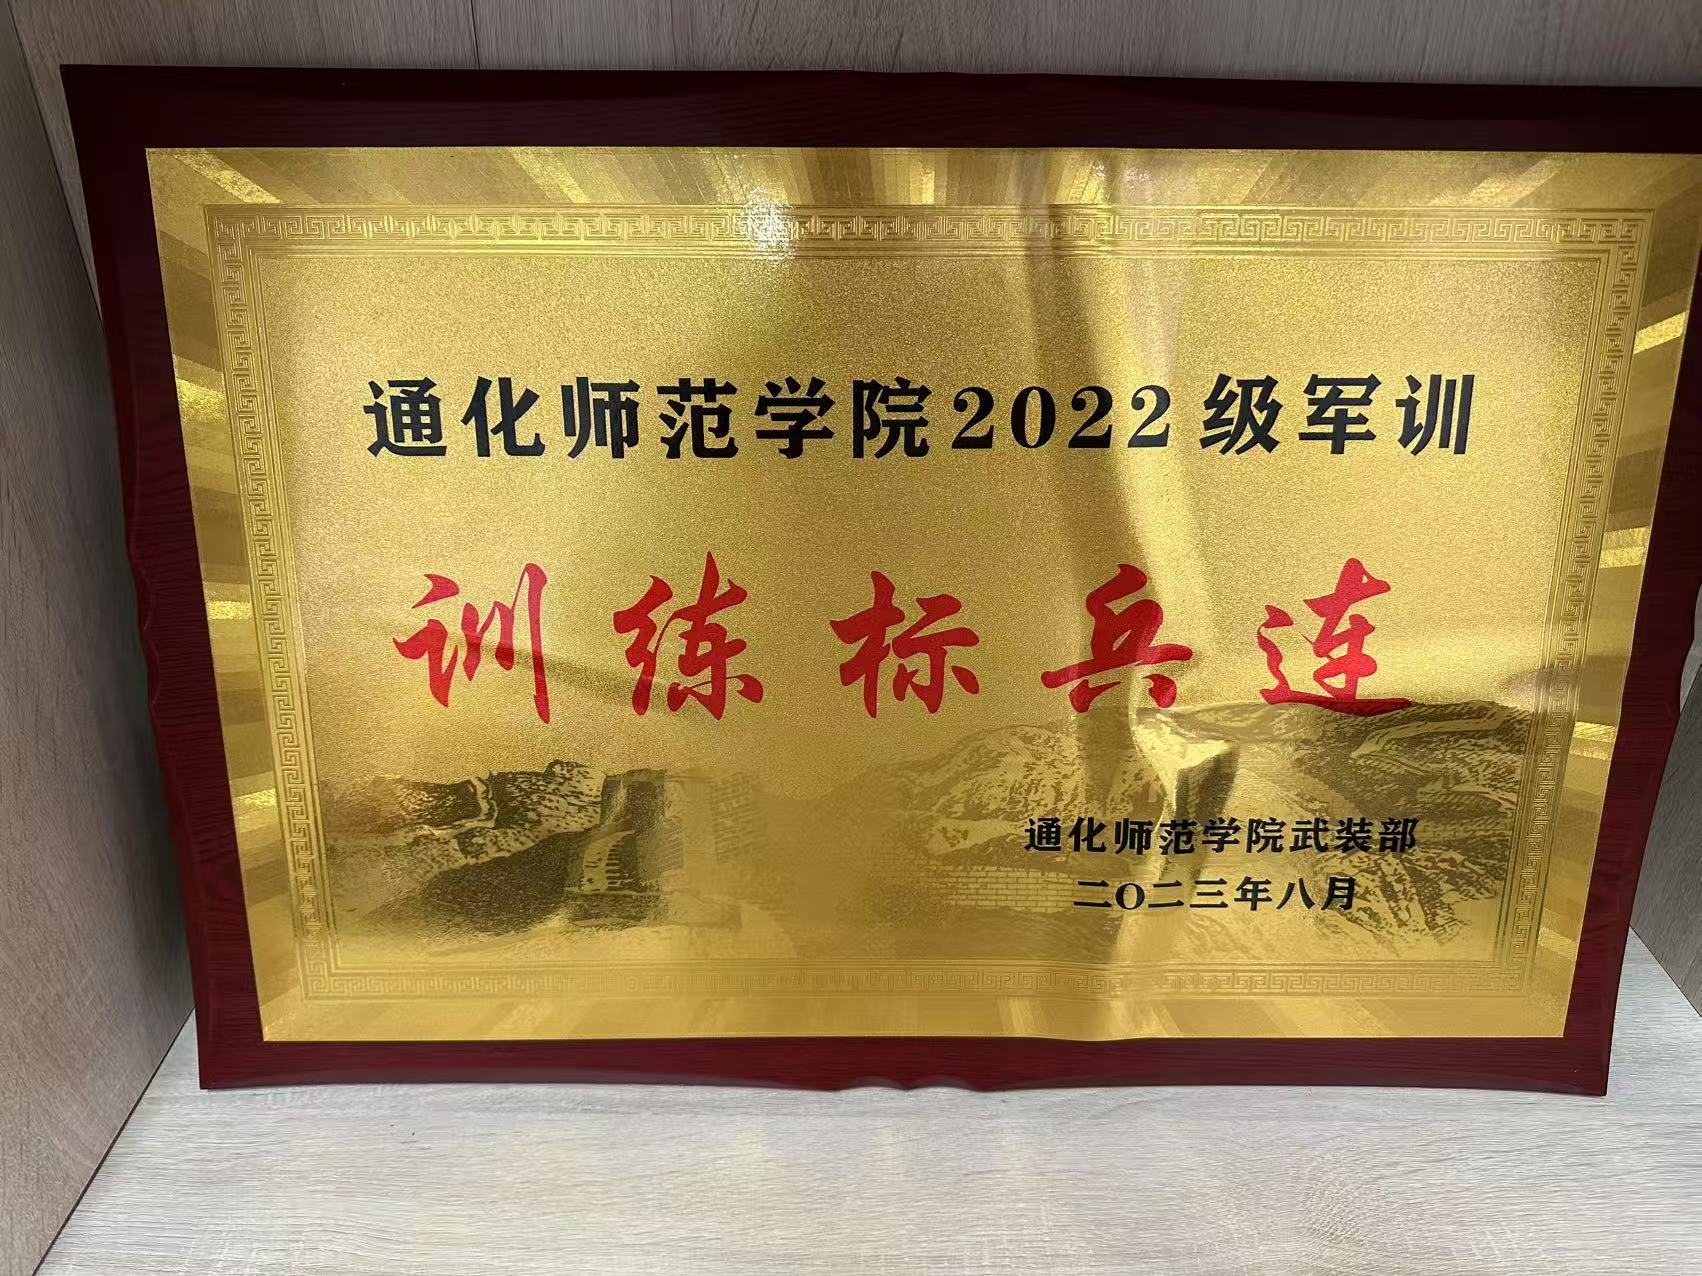 通化师范学院2022级军训
训练标兵连
通化师范学院武装部
二〇二三年八月